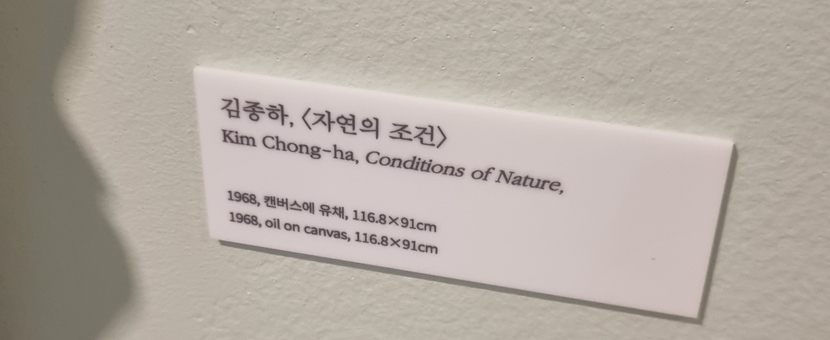 김종하, 〈자연의 조건〉
Kim Chong-ha, Conditions of Nature,
1968, 캔버스에 유채, 116.8×91cm
1968, oil on canvas, 116.8×91cm